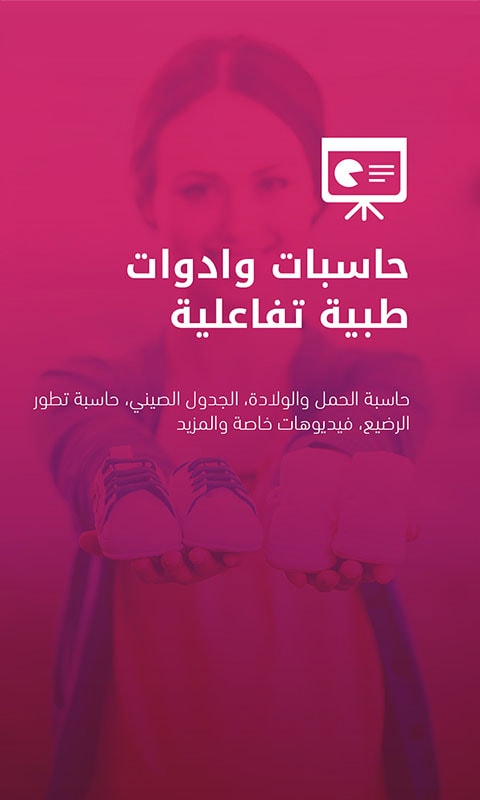 حاسبات وادوات
طبية تفاعلية
حاسبة الحمل والولادة، الجدول الصيني، حاسبة تطور
الرضيع، فيديوهات خاصة والمزيد